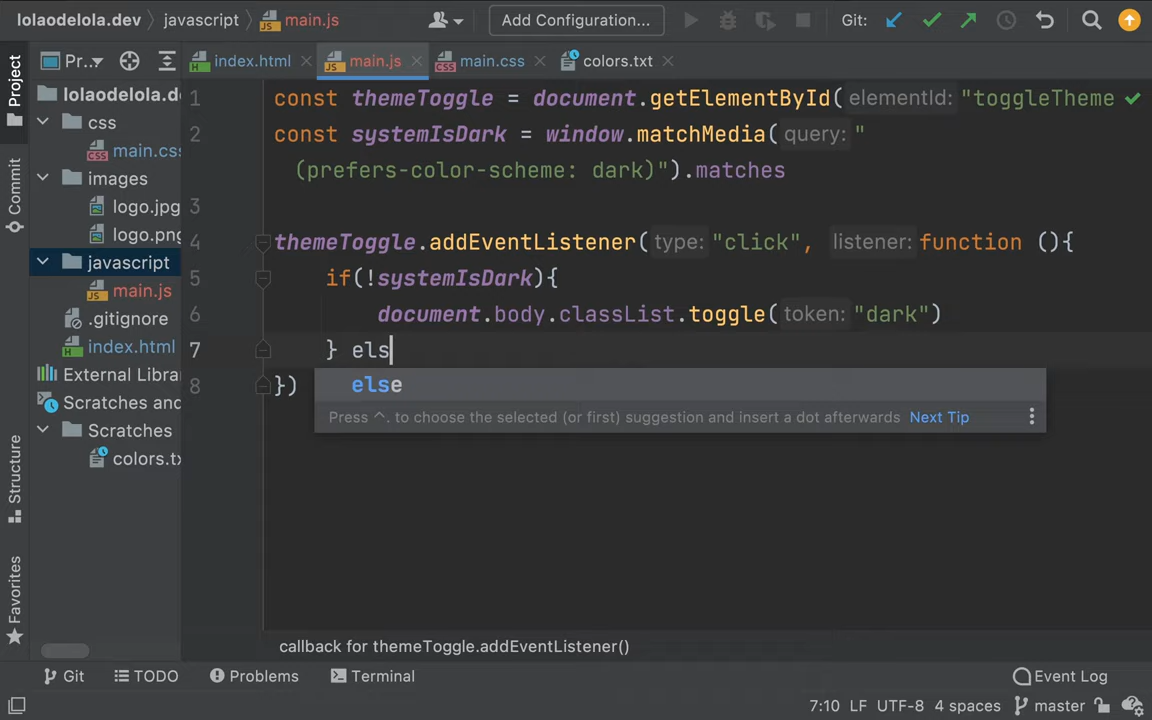 lolaodelola.dev
javascript
main.js
Add Configuration...
Git:
Project
Commit
Structure
Favorites
Pr...
index.html
main.js
main.css
colors.txt
lolaodelola.d
css
main.css
images
logo.jpg
logo.png
javascript
main.js
.gitignore
index.html
External Libra
Scratches and
Scratches
colors.tx
1 const themeToggle = document.getElementById( elementId: "toggleTheme
2 const systemIsDark = window.matchMedia( query: "
(prefers-color-scheme: dark)").matches
3
4 themeToggle.addEventListener( type: "click", listener: function (){
5 if(!systemIsDark){
6 document.body.classList.toggle( token: "dark")
7 } els
8 })
else
Press ^. to choose the selected (or first) suggestion and insert a dot afterwards Next Tip
callback for themeToggle.addEventListener()
Git
TODO
Problems
Terminal
Event Log
7:10 LF UTF-8 4 spaces master